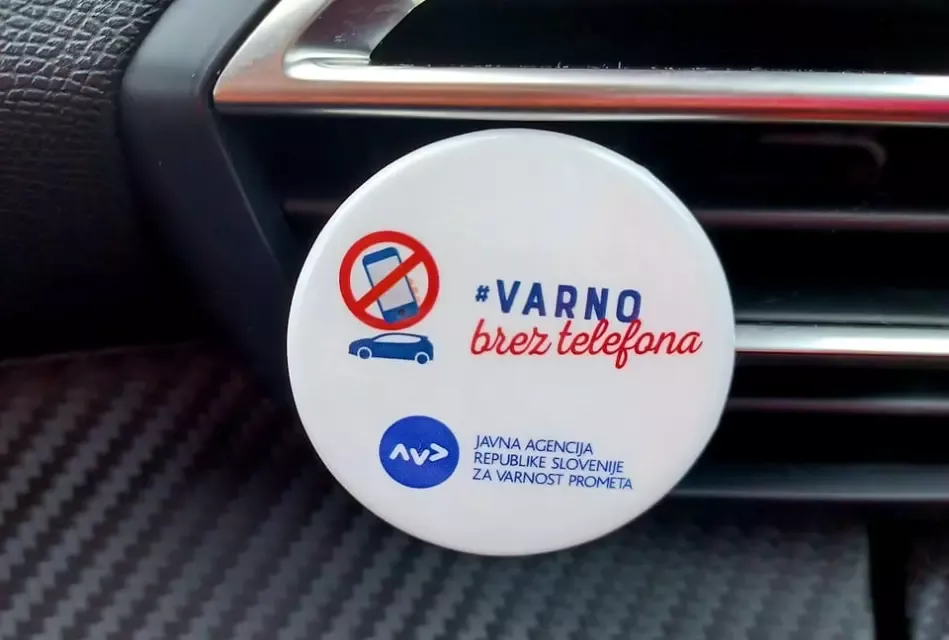 #VARNO
brez telefona
AVP
JAVNA AGENCIJA
REPUBLIKE SLOVENIJE
ZA VARNOST PROMETA